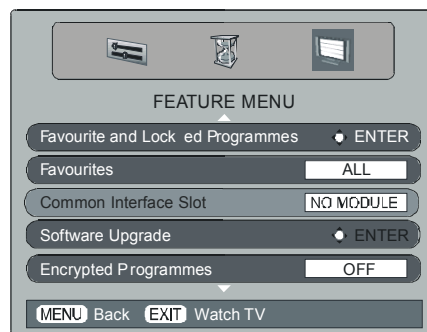 FEATURE MENU
Favourite and Lock ed Programmes ENTER
Favourites ALL
Common Interface Slot NO MODULE
Software Upgrade ENTER
Encrypted Programmes OFF
MENU Back EXIT Watch TV